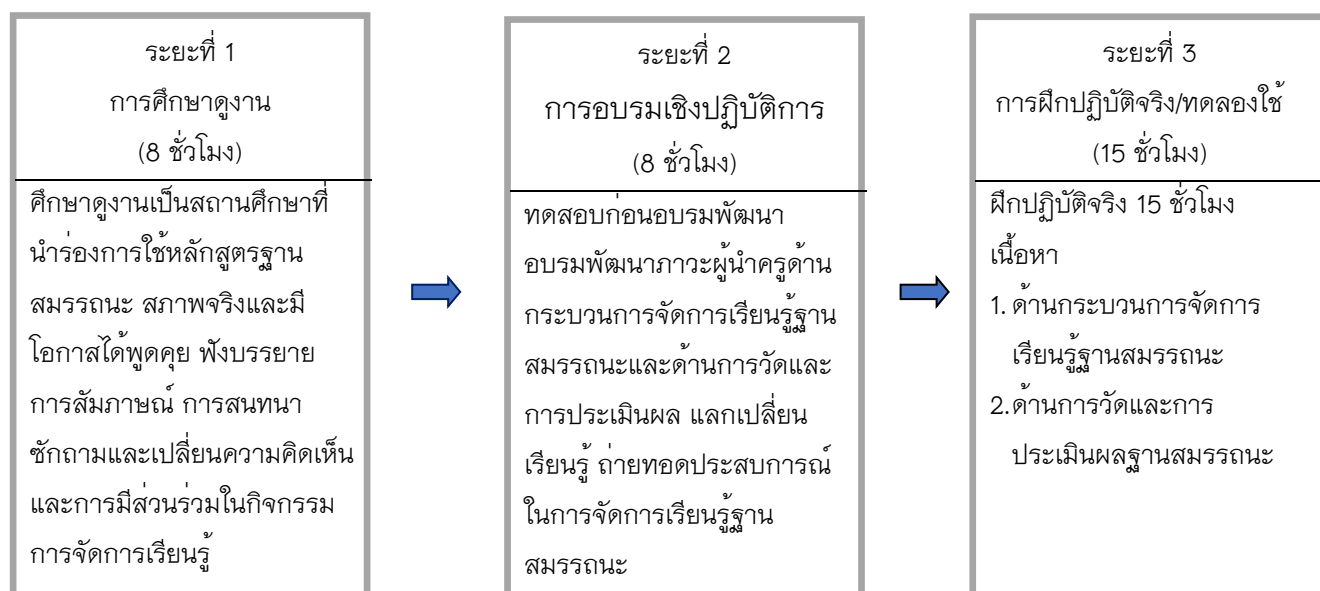 ระยะที่ 1
การศึกษาดูงาน
(8 ชั่วโมง)
ศึกษาดูงานเป็นสถานศึกษาที่
นำร่องการใช้หลักสูตรฐาน
สมรรถนะ สภาพจริงและมี
โอกาสได้พูดคุย ฟังบรรยาย
การสัมภาษณ์ การสนทนา
ซักถามและเปลี่ยนความคิดเห็น
และการมีส่วนร่วมในกิจกรรม
การจัดการเรียนรู้
ระยะที่ 2
การอบรมเชิงปฏิบัติการ
(8 ชั่วโมง)
ทดสอบก่อนอบรมพัฒนา
อบรมพัฒนาภาวะผู้นำครูด้าน
กระบวนการจัดการเรียนรู้ฐาน
สมรรถนะและด้านการวัดและ
การประเมินผล แลกเปลี่ยน
เรียนรู้ ถ่ายทอดประสบการณ์
ในการจัดการเรียนรู้ฐาน
สมรรถนะ
ระยะที่ 3
การฝึกปฏิบัติจริง/ทดลองใช้
(15 ชั่วโมง)
ฝึกปฏิบัติจริง 15 ชั่วโมง
เนื้อหา
1. ด้านกระบวนการจัดการ
เรียนรู้ฐานสมรรถนะ
2.ด้านการวัดและการ
ประเมินผลฐานสมรรถนะ